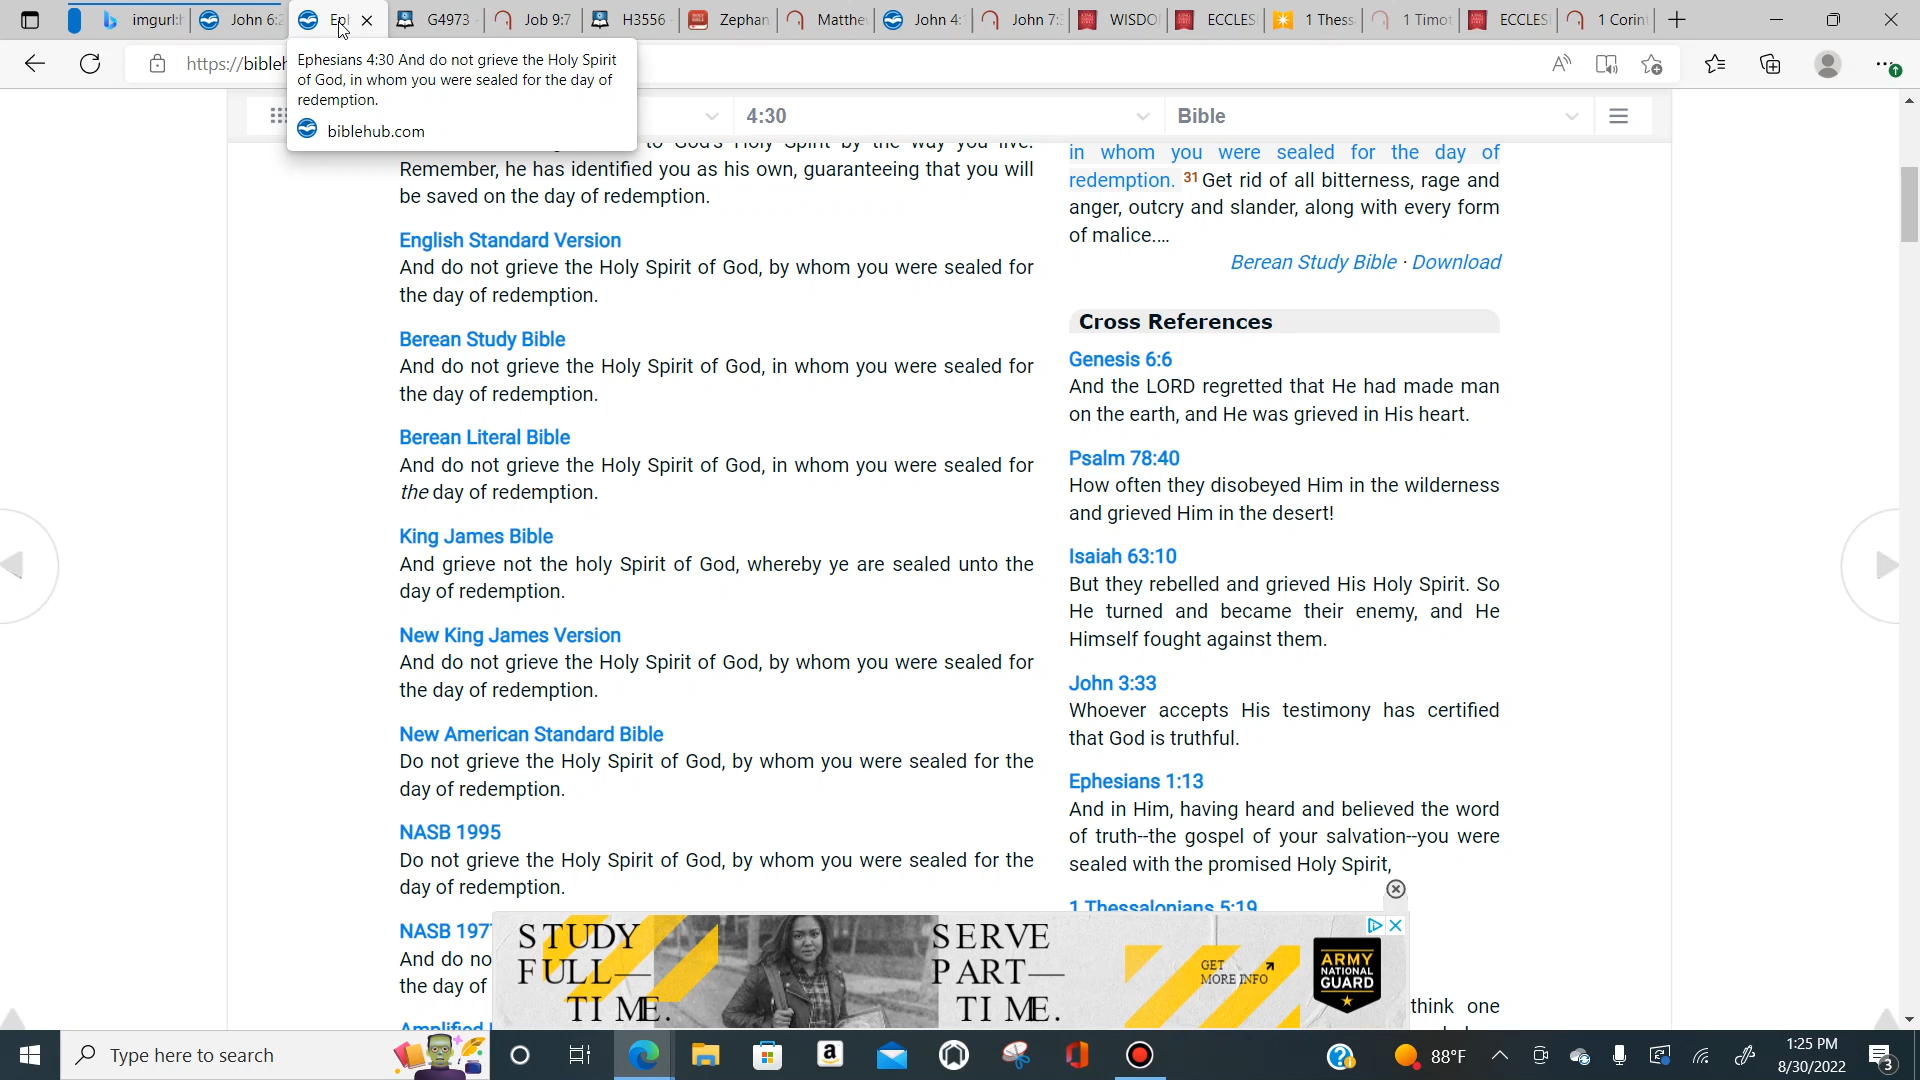 imgurl:h
John 6:2
Eph
G4973
Job 9:7
H3556
Zephan
Matthe
John 4:
John 7:
WISDO
ECCLES
1 Thess
1 Timot
ECCLESI
1 Corint
https://bibleh
Ephesians 4:30 And do not grieve the Holy Spirit
of God, in whom you were sealed for the day of
redemption.
biblehub.com
4:30
Bible
to God's Holy Spirit by the way you live.
Remember, he has identified you as his own, guaranteeing that you will
be saved on the day of redemption.
English Standard Version
And do not grieve the Holy Spirit of God, by whom you were sealed for
the day of redemption.
Berean Study Bible
And do not grieve the Holy Spirit of God, in whom you were sealed for
the day of redemption.
Berean Literal Bible
And do not grieve the Holy Spirit of God, in whom you were sealed for
the day of redemption.
King James Bible
And grieve not the holy Spirit of God, whereby ye are sealed unto the
day of redemption.
New King James Version
And do not grieve the Holy Spirit of God, by whom you were sealed for
the day of redemption.
New American Standard Bible
Do not grieve the Holy Spirit of God, by whom you were sealed for the
day of redemption.
NASB 1995
Do not grieve the Holy Spirit of God, by whom you were sealed for the
day of redemption.
NASB 197
And do no
the day of
Amplified
in whom you were sealed for the day of
redemption. 31 Get rid of all bitterness, rage and
anger, outcry and slander, along with every form
of malice....
Berean Study Bible · Download
Cross References
Genesis 6:6
And the LORD regretted that He had made man
on the earth, and He was grieved in His heart.
Psalm 78:40
How often they disobeyed Him in the wilderness
and grieved Him in the desert!
Isaiah 63:10
But they rebelled and grieved His Holy Spirit. So
He turned and became their enemy, and He
Himself fought against them.
John 3:33
Whoever accepts His testimony has certified
that God is truthful.
Ephesians 1:13
And in Him, having heard and believed the word
of truth--the gospel of your salvation--you were
sealed with the promised Holy Spirit,
1 Thessalonians 5:19
think one
STUDY
FULL—
TIME.
SERVE
PART—
TIME.
GET
MORE INFO
ARMY
NATIONAL
GUARD
Type here to search
88°F
1:25 PM
8/30/2022
3